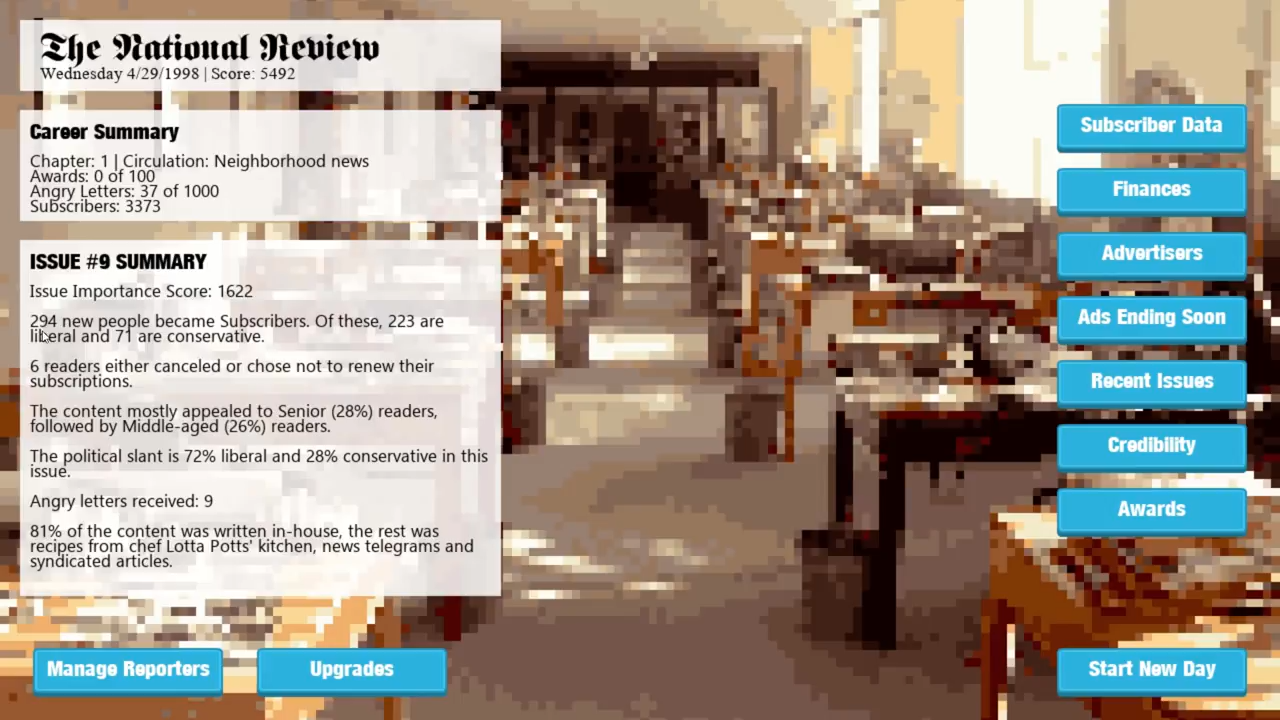 The National Review
Wednesday 4/29/1998 | Score: 5492
Career Summary
Chapter: 1 | Circulation: Neighborhood news
Awards: 0 of 100
Angry Letters: 37 of 1000
Subscribers: 3373
ISSUE #9 SUMMARY
Issue Importance Score: 1622
294 new people became Subscribers. Of these, 223 are
liberal and 71 are conservative.
6 readers either canceled or chose not to renew their
subscriptions.
The content mostly appealed to Senior (28%) readers,
followed by Middle-aged (26%) readers.
The political slant is 72% liberal and 28% conservative in this
issue.
Angry letters received: 9
81% of the content was written in-house, the rest was
recipes from chef Lotta Potts' kitchen, news telegrams and
syndicated articles.
Subscriber Data
Finances
Advertisers
Ads Ending Soon
Recent Issues
Credibility
Awards
Manage Reporters
Upgrades
Start New Day